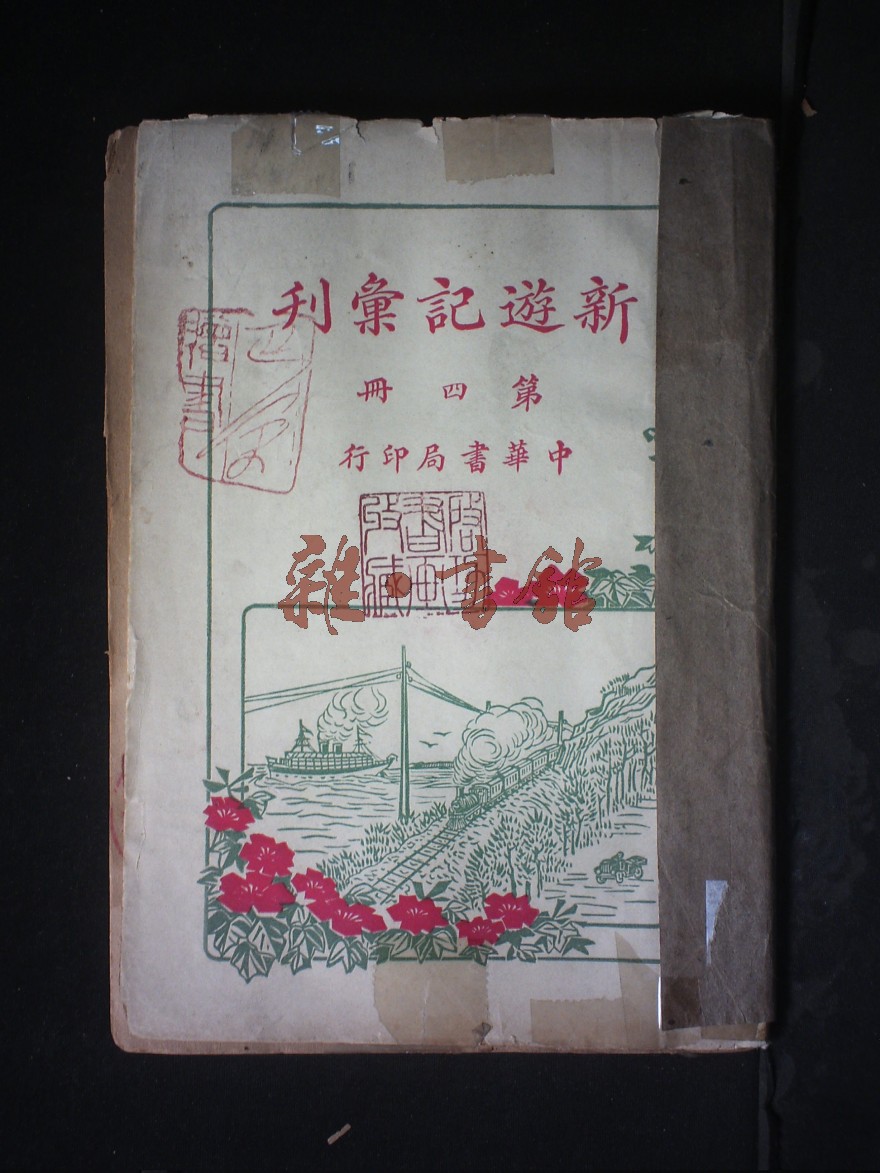 新遊記彙刊
第四冊
中華書局印行
雜·書館